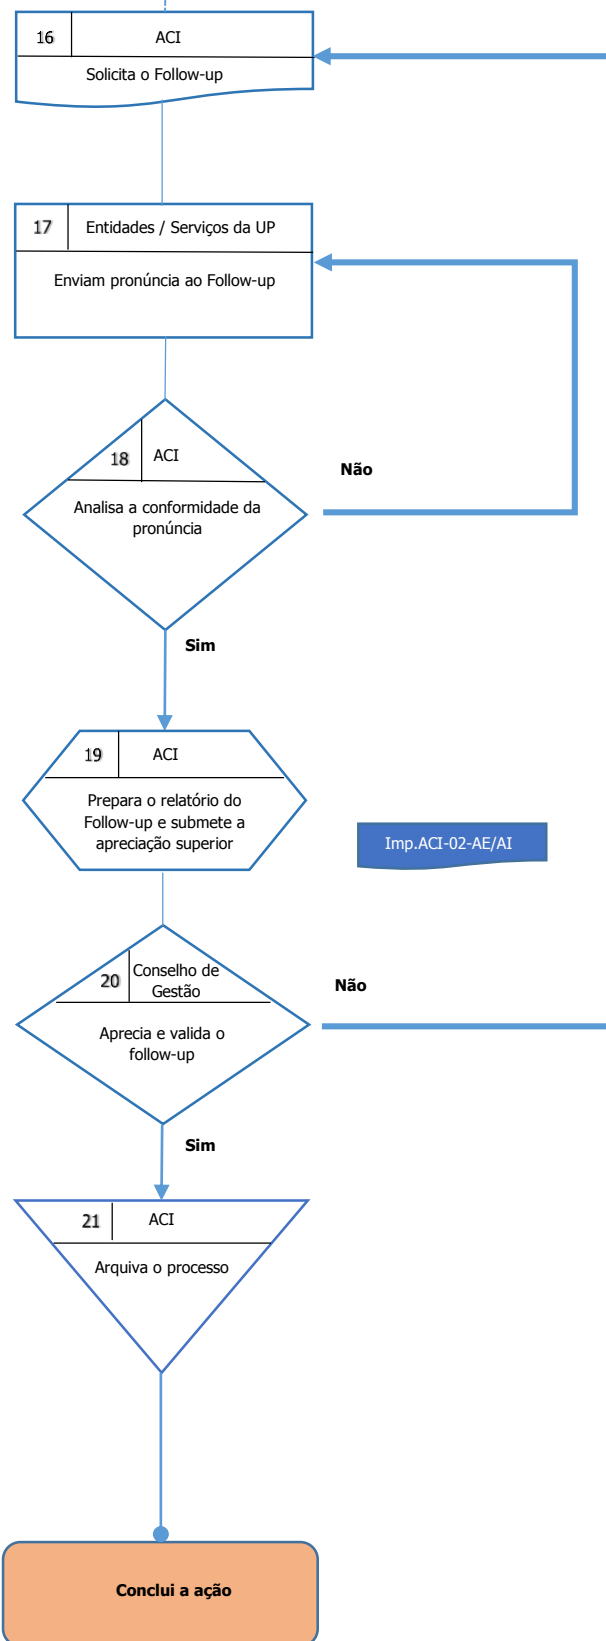 16 ACI
Solicita o Follow-up
17 Entidades / Serviços da UP
Enviam pronúncia ao Follow-up
18 ACI
Não
Analisa a conformidade da
pronúncia
Sim
19 ACI
Prepara o relatório do
Follow-up e submete a
apreciação superior
Imp.ACI-02-AE/AI
20 Conselho de
Gestão
Não
Aprecia e valida o
follow-up
Sim
21 ACI
Arquiva o processo
Conclui a ação